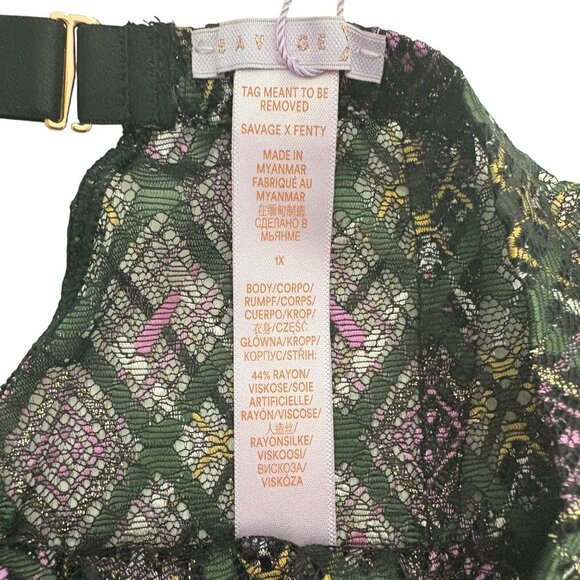 SAVAGE X
TAG MEANT TO BE
REMOVED
SAVAGE X FENTY
MADE IN
MYANMAR
FABRIQUÉ AU
MYANMAR
在缅甸制造
СДЕЛАНО В
МЬЯНМЕ
1X
BODY/CORPO/
RUMPF/CORPS/
CUERPO/KROP/
衣身/CZĘŚĆ
GŁÓWNA/KROPP/
КОРПУС/STŘIH:
44% RAYON/
VISKOSE/SOIE
ARTIFICIELLE/
RAYÓN/VISCOSE/
人造丝/
RAYONSILKE/
VISKOOSI/
ВИСКОЗА/
VISKÓZA